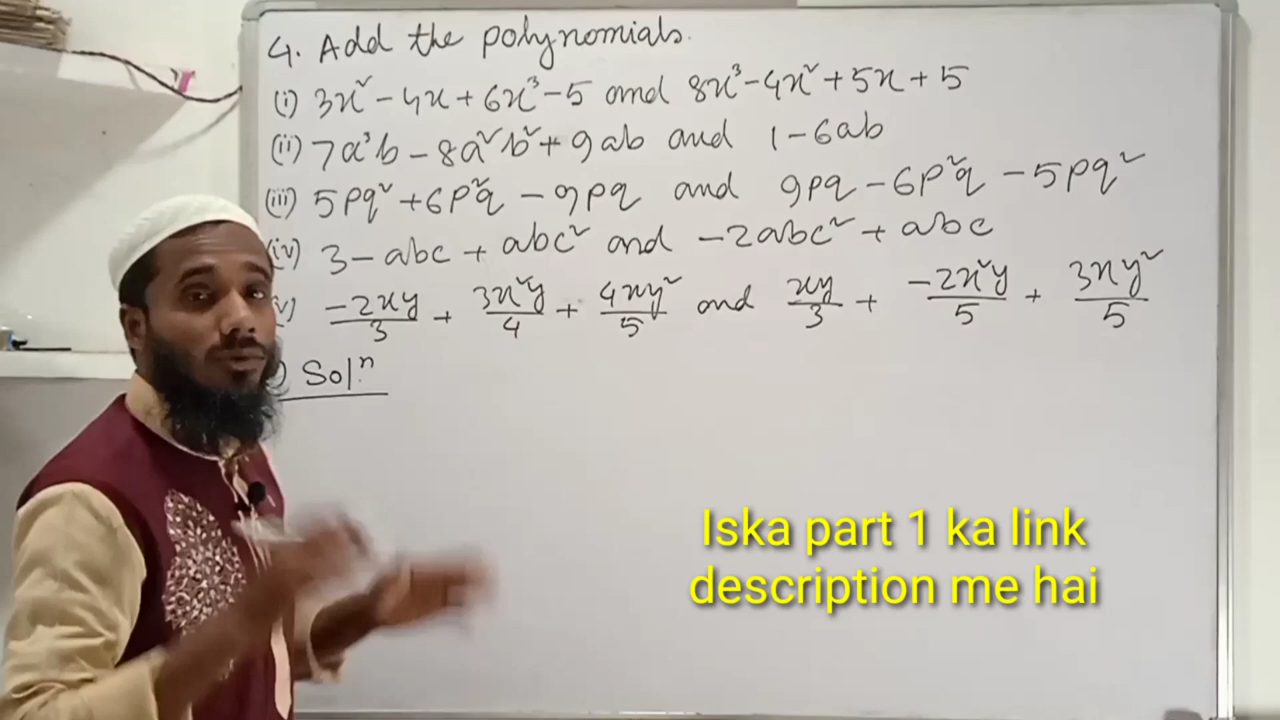 4. Add the polynomials.
(i) 3x² - 4x + 6x³ - 5 and 8x³ - 4x² + 5x + 5
(ii) 7a³b - 8a²b² + 9ab and 1 - 6ab
(iii) 5pq² + 6p²q - 9pq and 9pq - 6p²q - 5pq²
(iv) 3 - abc + abc² and -2abc² + abc
v) -2xy/3 + 3x²y/4 + 4xy²/5 and xy/3 + -2x²y/5 + 3xy²/5
) Solⁿ
Iska part 1 ka link
description me hai